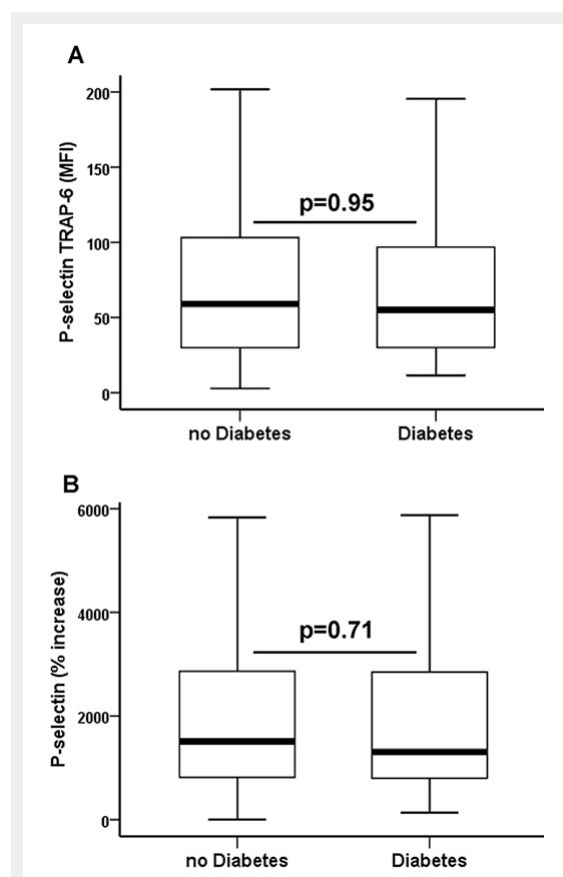 A
P-selectin TRAP-6 (MFI)
200
150
100
50
0
p=0.95
no Diabetes
Diabetes
B
P-selectin (% increase)
6000
4000
2000
0
p=0.71
no Diabetes
Diabetes